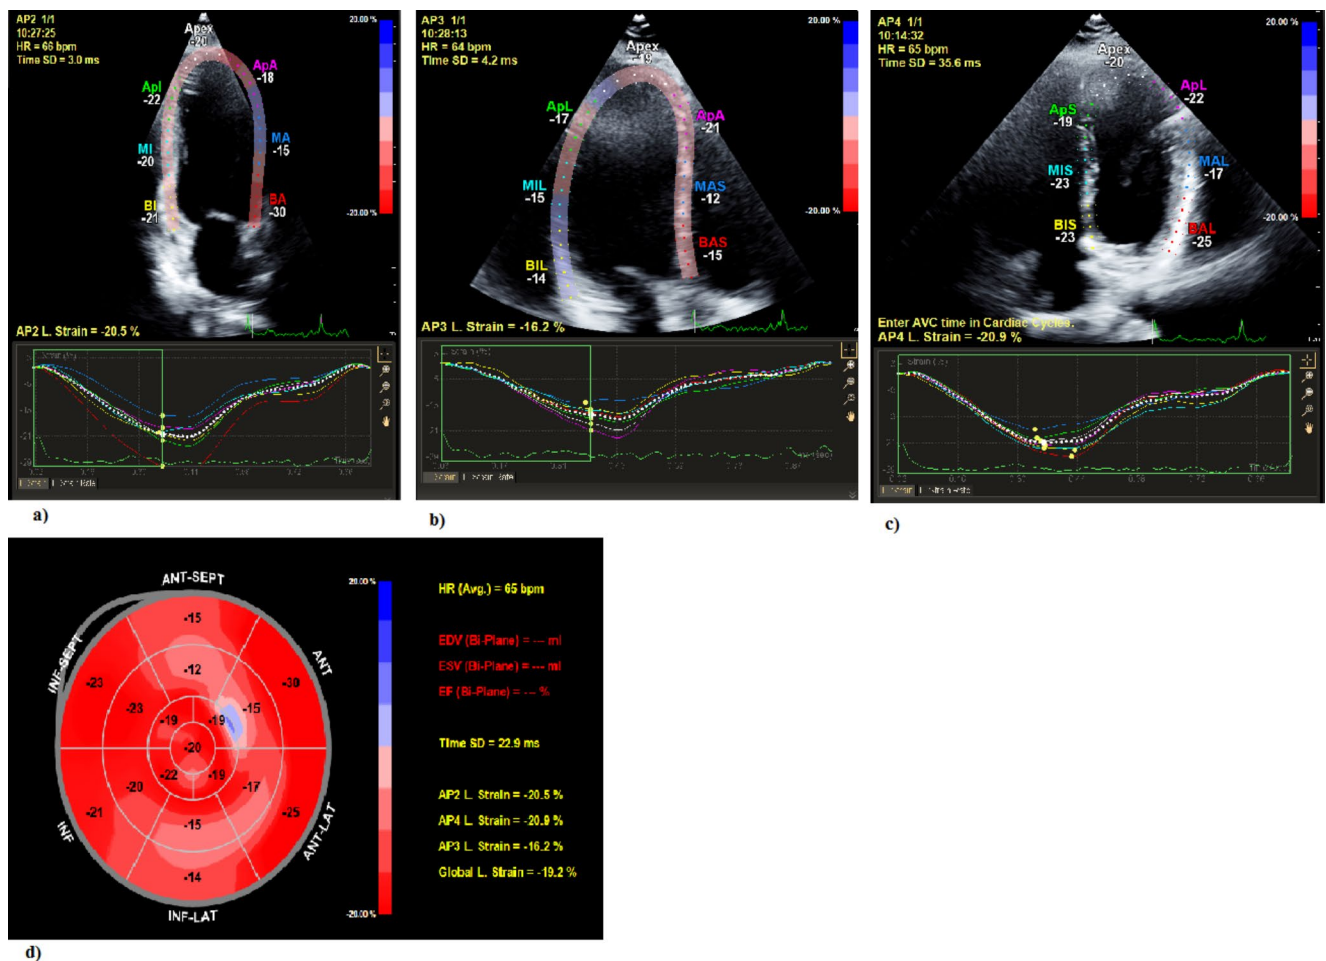 AP2 1/1
10:27:25
HR = 66 bpm
Time SD = 3.0 ms
20.00 %
Apex
-20
ApA
-18
ApI
-22
MA
-15
MI
-20
BA
-30
BI
-21
-20.00 %
AP2 L. Strain = -20.5 %
a)
AP3 1/1
10:28:13
HR = 64 bpm
Time SD = 4.2 ms
20.00 %
Apex
-19
ApL
-17
ApA
-21
MIL
-15
MAS
-12
BAS
-15
BIL
-14
-20.00 %
AP3 L. Strain = -16.2 %
b)
AP4 1/1
10:14:32
HR = 65 bpm
Time SD = 35.6 ms
20.00 %
Apex
-20
ApL
-22
ApS
-19
MIS
-23
MAL
-17
BIS
-23
BAL
-25
-20.00 %
Enter AVC time in Cardiac Cycles.
AP4 L. Strain = -20.9 %
c)
ANT-SEPT
INF-SEPT
ANT
INF
ANT-LAT
INF-LAT
-15
-12
-23
-30
-23
-19
-19
-15
-20
-22
-19
-20
-17
-21
-25
-15
-14
20.00 %
-20.00 %
HR (Avg.) = 65 bpm
EDV (Bi-Plane) = --- ml
ESV (Bi-Plane) = --- ml
EF (Bi-Plane) = --- %
Time SD = 22.9 ms
AP2 L. Strain = -20.5 %
AP4 L. Strain = -20.9 %
AP3 L. Strain = -16.2 %
Global L. Strain = -19.2 %
d)